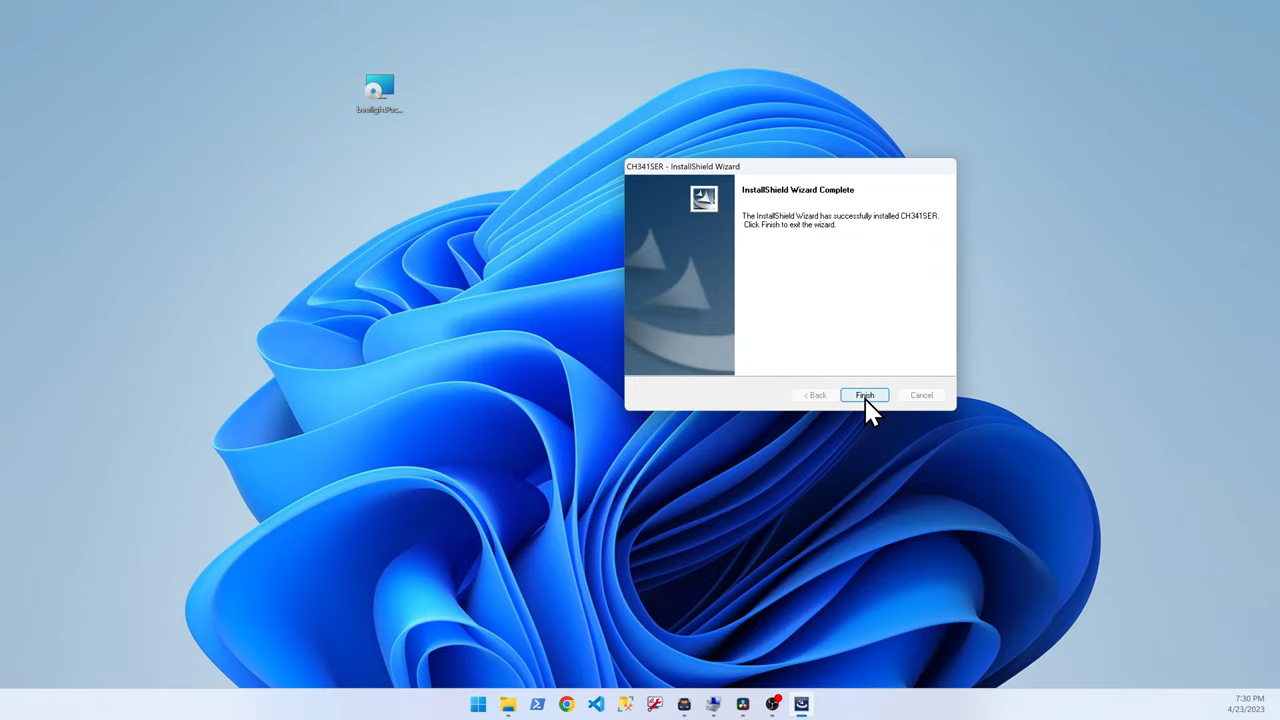 CH341SER - InstallShield Wizard
InstallShield Wizard Complete
The InstallShield Wizard has successfully installed CH341SER.
Click Finish to exit the wizard.
< Back
Finish
Cancel
7:30 PM
4/23/2023